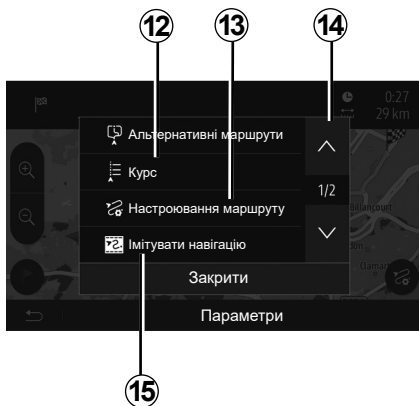 12 13 14
0:27
29 km
Альтернативні маршрути
Курс
1/2
Billancourt
Настроювання маршруту
Імітувати навігацію
Закрити
Параметри
15